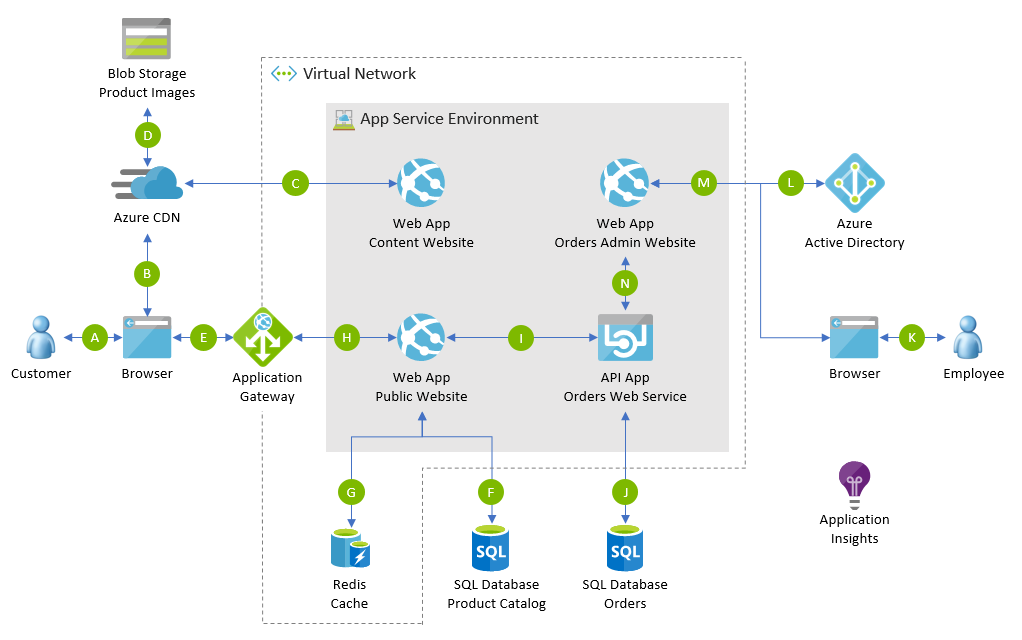 Blob Storage
Product Images
Virtual Network
App Service Environment
D
Azure CDN
C
Web App
Content Website
Web App
Orders Admin Website
M
L
Azure
Active Directory
B
N
Customer
A
Browser
E
Application
Gateway
H
Web App
Public Website
I
API App
Orders Web Service
Browser
K
Employee
G
F
J
Redis
Cache
SQL
SQL Database
Product Catalog
SQL
SQL Database
Orders
Application
Insights